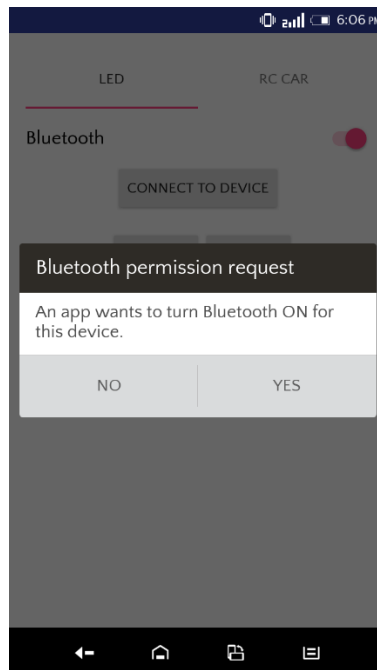 6:06 PM
LED
RC CAR
Bluetooth
CONNECT TO DEVICE
Bluetooth permission request
An app wants to turn Bluetooth ON for
this device.
NO
YES